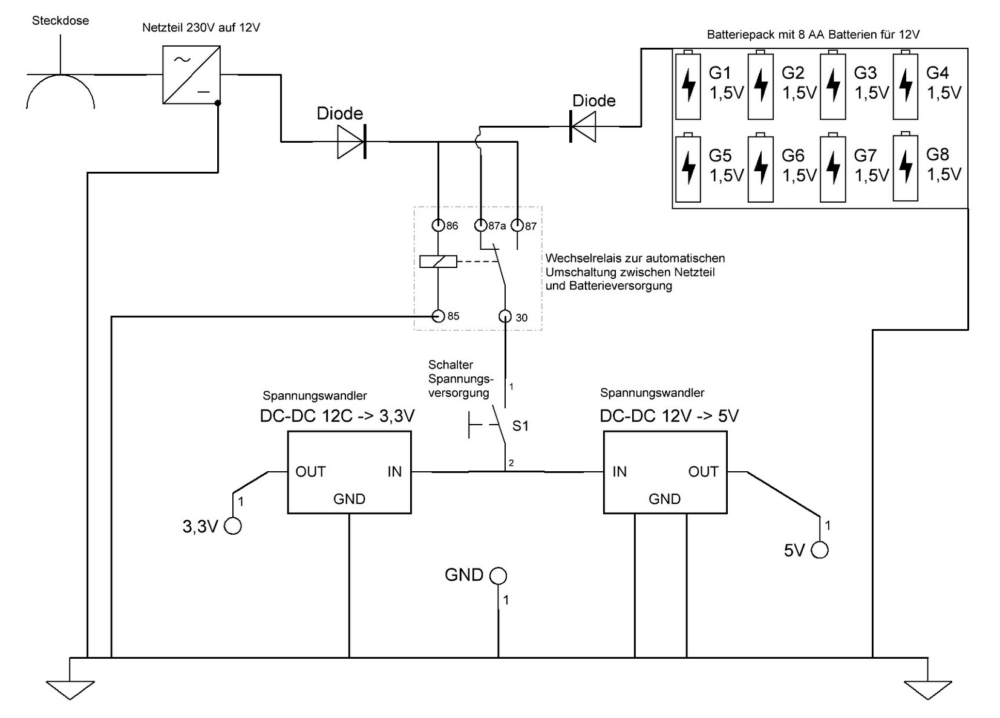 Steckdose
Netzteil 230V auf 12V
Batteriepack mit 8 AA Batterien für 12V
G1
1,5V
G2
1,5V
G3
1,5V
G4
1,5V
Diode
Diode
G5
1,5V
G6
1,5V
G7
1,5V
G8
1,5V
86
87a
87
Wechselrelais zur automatischen
Umschaltung zwischen Netzteil
und Batterieversorgung
85
30
Schalter
Spannungs-
versorgung
1
S1
2
Spannungswandler
DC-DC 12C -> 3,3V
OUT
IN
GND
Spannungswandler
DC-DC 12V -> 5V
IN
OUT
GND
1
3,3V
1
5V
GND
1